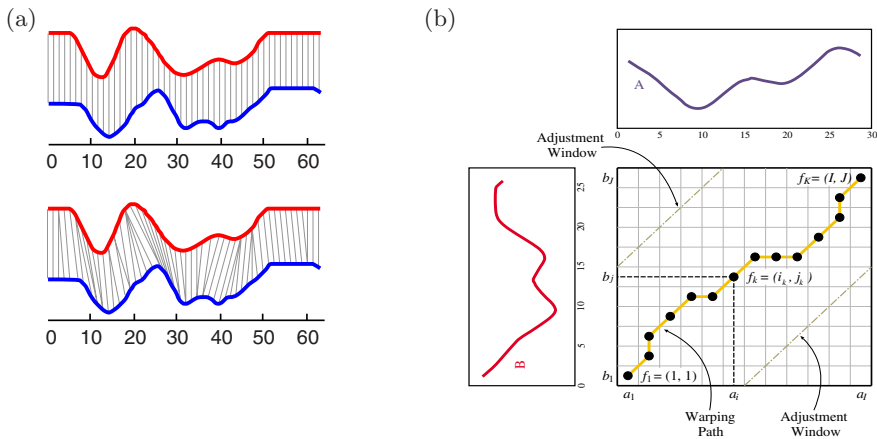 (a)
0 10 20 30 40 50 60
0 10 20 30 40 50 60
(b)
A
0 5 10 15 20 25 30
Adjustment
Window
B
0 5 10 15 20 25
b_J
b_j
b_1
f_K = (I, J)
f_k = (i_k, j_k)
f_1 = (1, 1)
a_1 a_i a_I
Warping
Path
Adjustment
Window